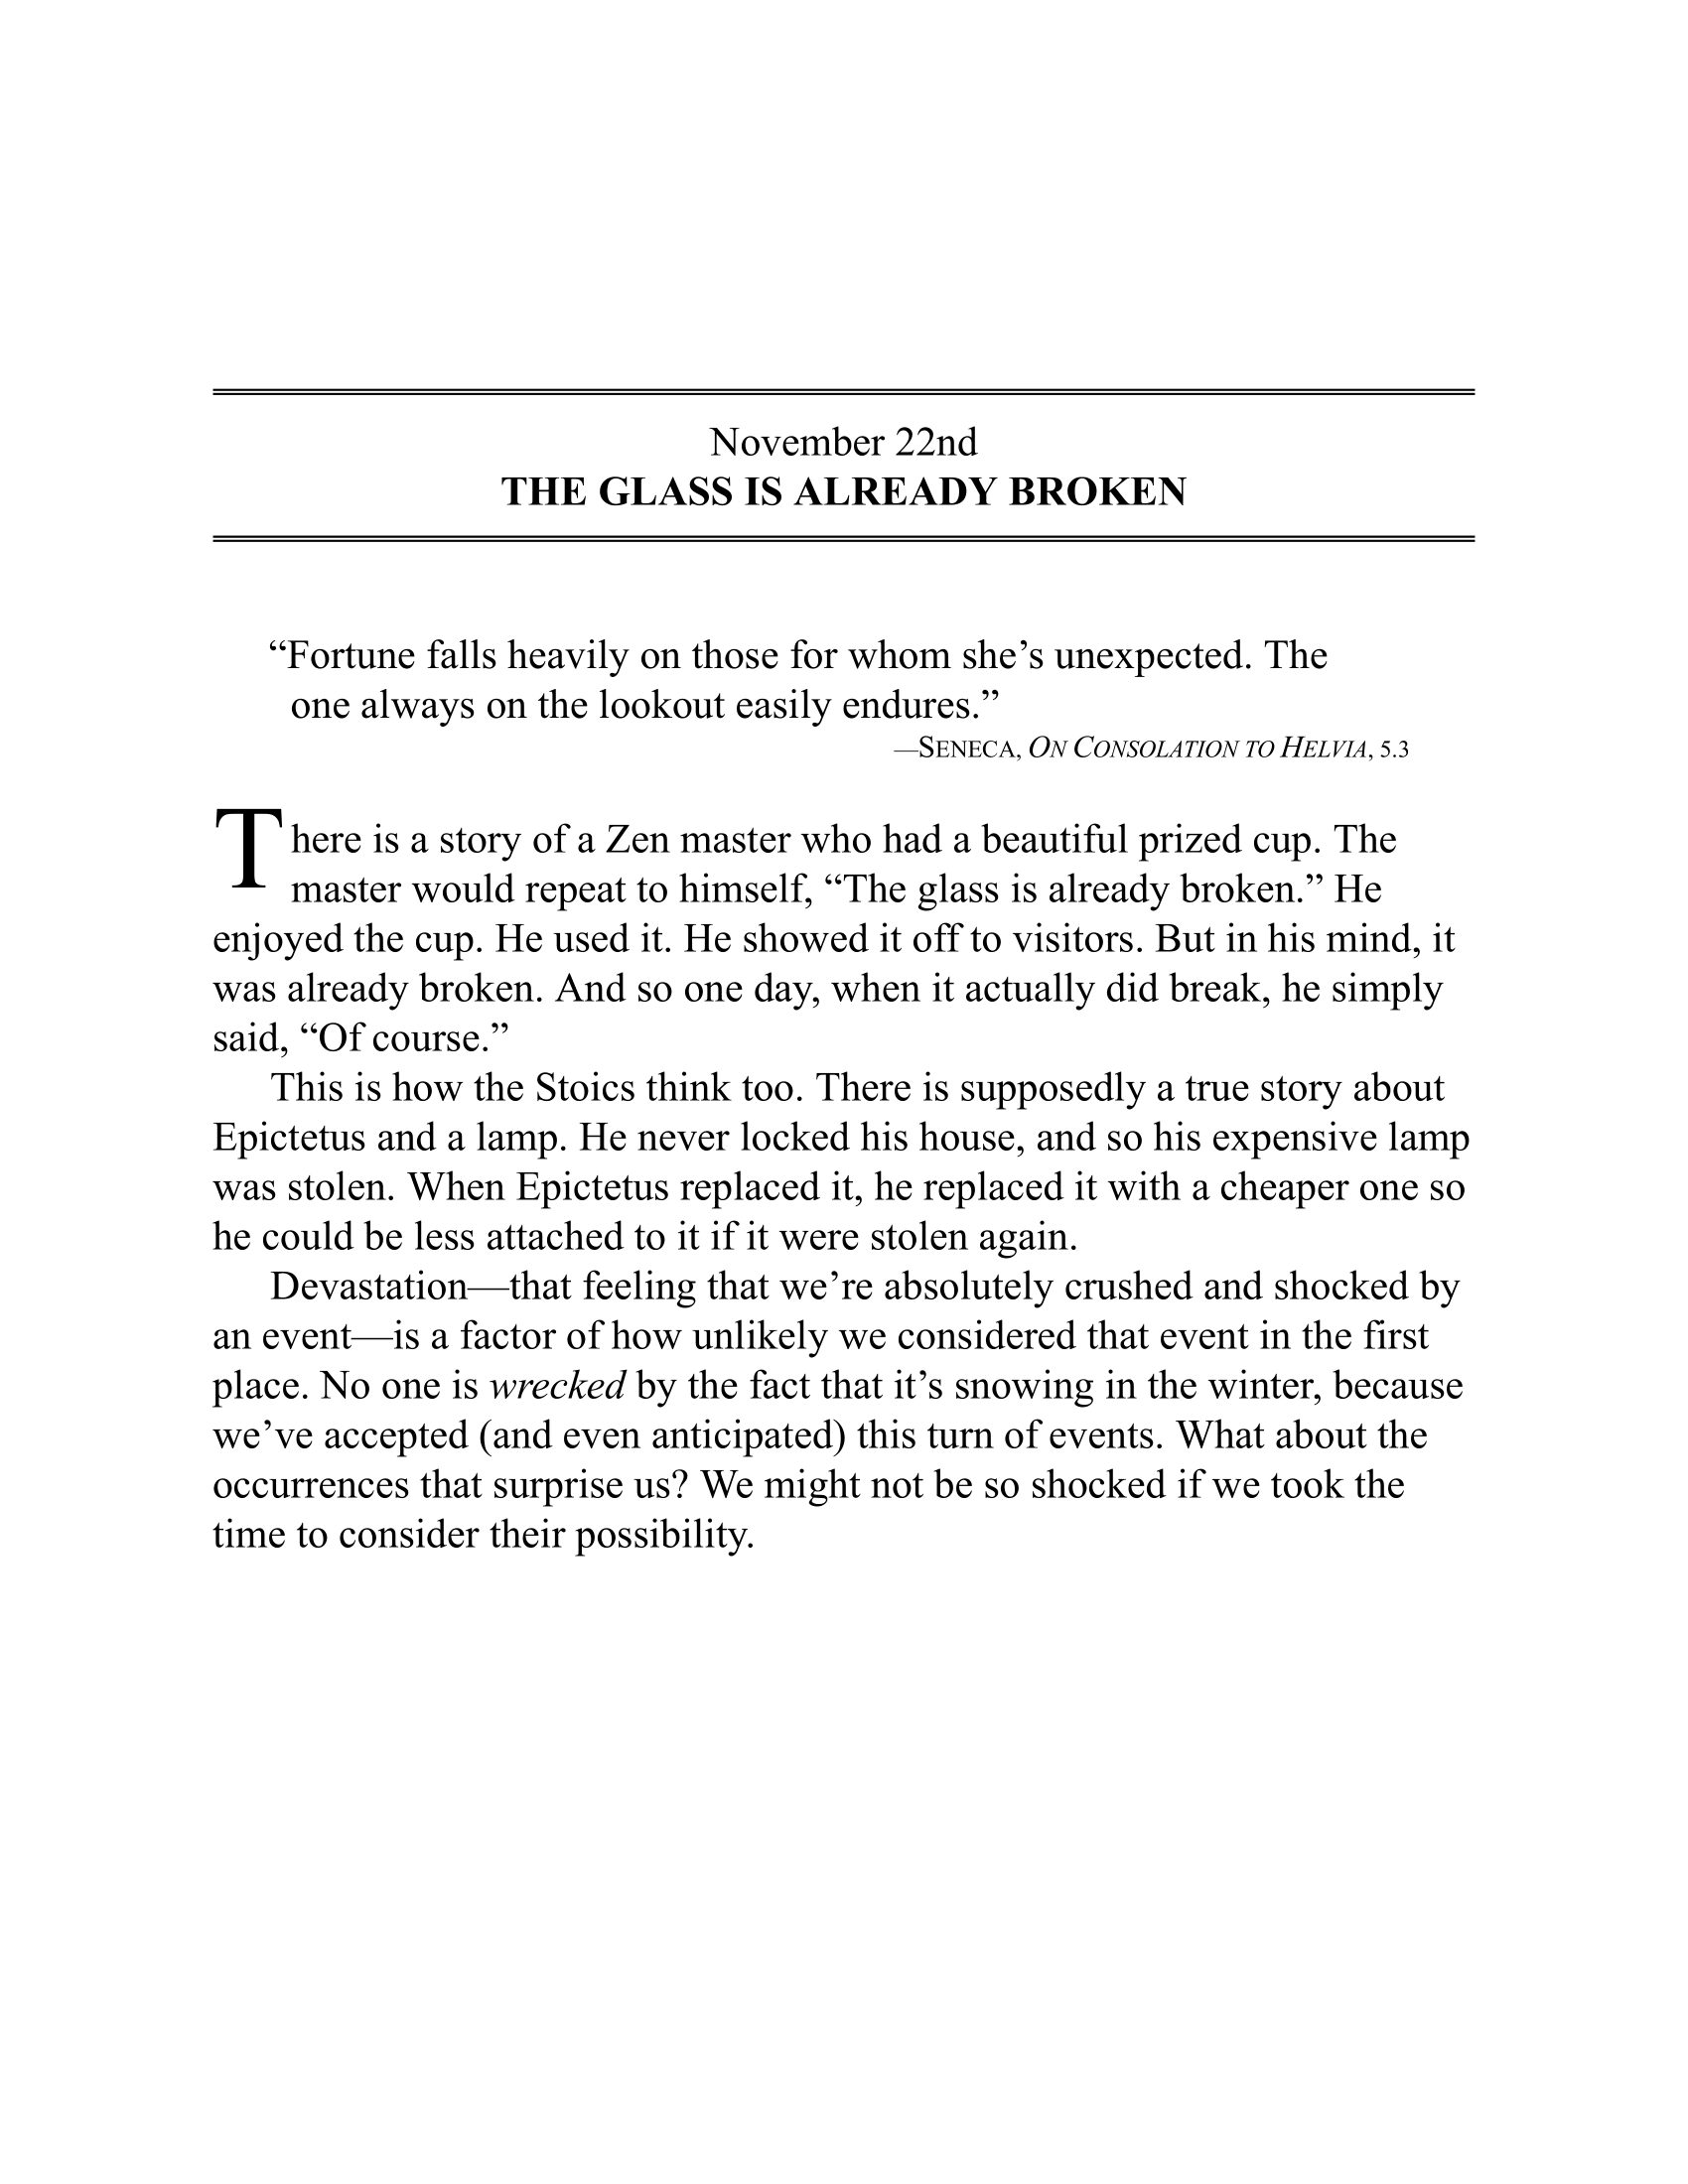 November 22nd
THE GLASS IS ALREADY BROKEN
“Fortune falls heavily on those for whom she’s unexpected. The
one always on the lookout easily endures.”
—SENECA, ON CONSOLATION TO HELVIA, 5.3
There is a story of a Zen master who had a beautiful prized cup. The
master would repeat to himself, “The glass is already broken.” He
enjoyed the cup. He used it. He showed it off to visitors. But in his mind, it
was already broken. And so one day, when it actually did break, he simply
said, “Of course.”
This is how the Stoics think too. There is supposedly a true story about
Epictetus and a lamp. He never locked his house, and so his expensive lamp
was stolen. When Epictetus replaced it, he replaced it with a cheaper one so
he could be less attached to it if it were stolen again.
Devastation—that feeling that we’re absolutely crushed and shocked by
an event—is a factor of how unlikely we considered that event in the first
place. No one is wrecked by the fact that it’s snowing in the winter, because
we’ve accepted (and even anticipated) this turn of events. What about the
occurrences that surprise us? We might not be so shocked if we took the
time to consider their possibility.